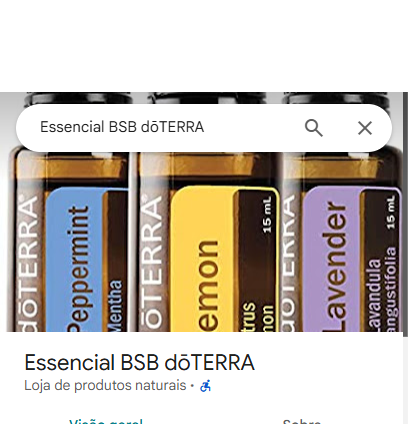 Essencial BSB dōTERRA
dōTERRA®
Peppermint
Mentha
dōTERRA®
emon
15 mL
trus
mon
dōTERRA
Lavender
15 mL
Lavandula
angustifolia
Essencial BSB dōTERRA
Loja de produtos naturais •
Visão geral
Sobre